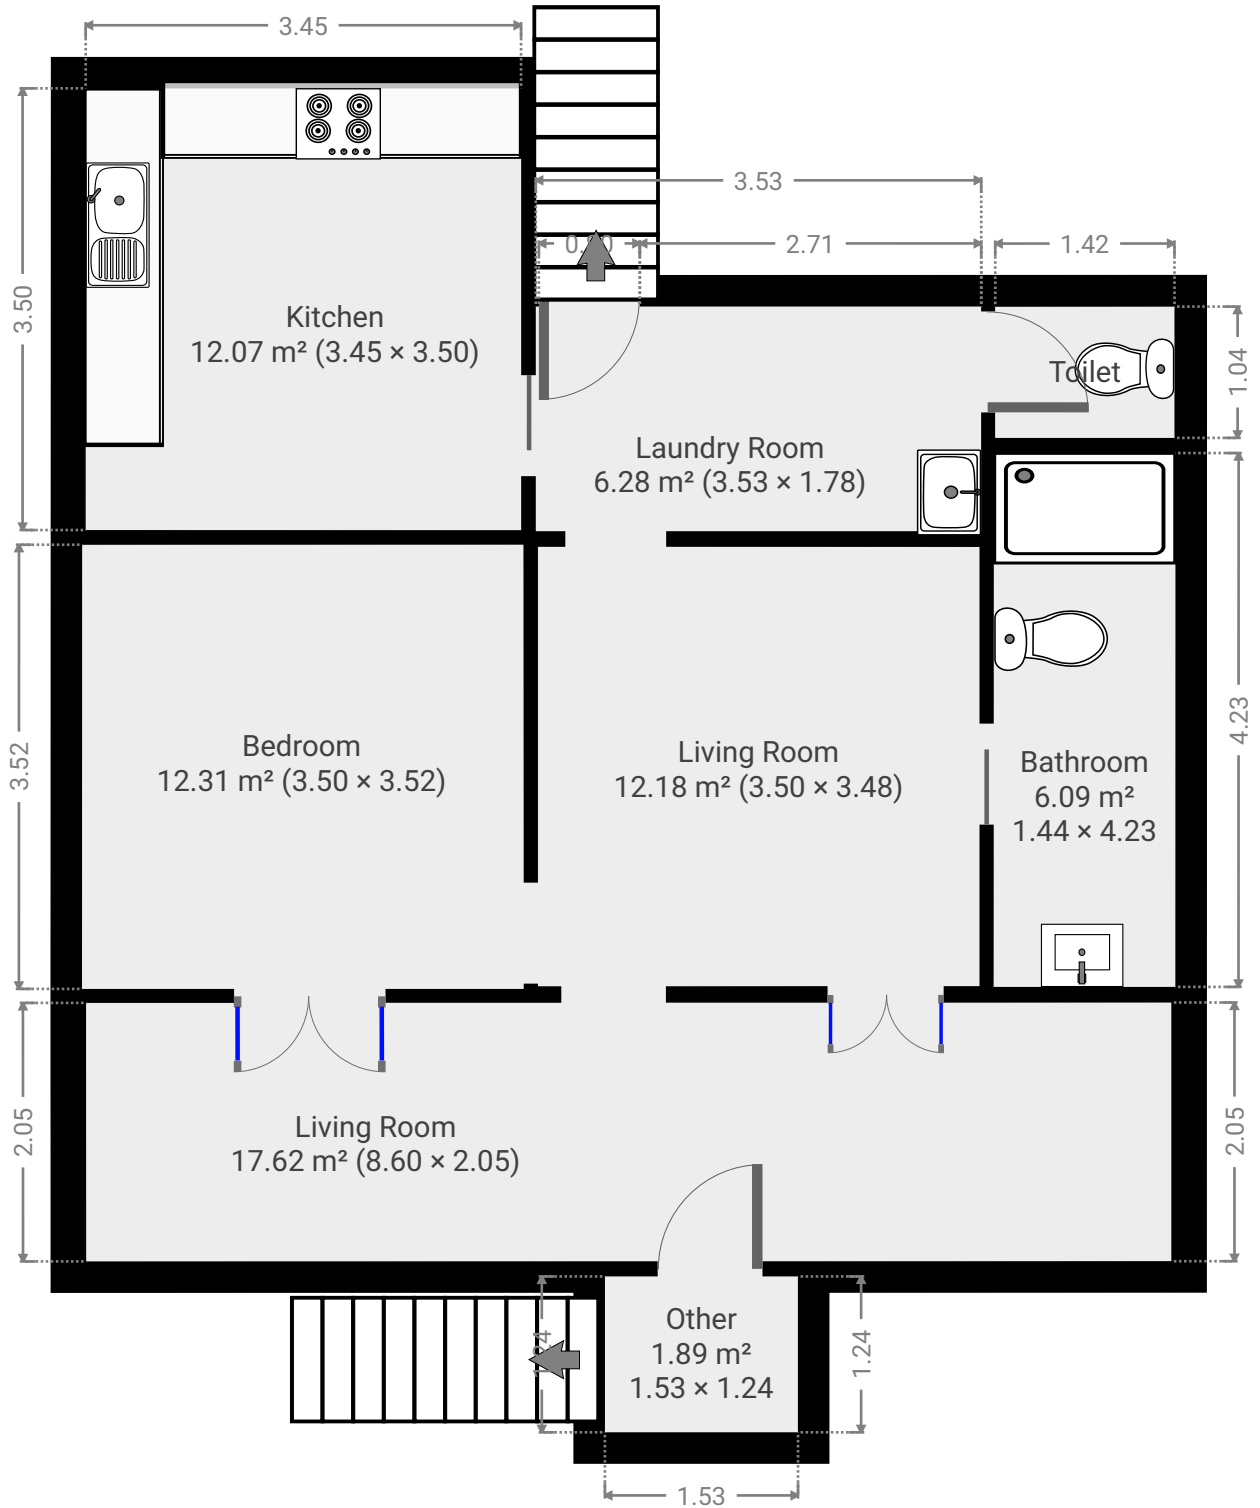 3.45
3.53
2.71
1.42
3.50
Kitchen
12.07 m² (3.45 × 3.50)
1.04
Toilet
Laundry Room
6.28 m² (3.53 × 1.78)
3.52
Bedroom
12.31 m² (3.50 × 3.52)
Living Room
12.18 m² (3.50 × 3.48)
Bathroom
6.09 m²
1.44 × 4.23
4.23
2.05
Living Room
17.62 m² (8.60 × 2.05)
2.05
Other
1.89 m²
1.53 × 1.24
1.24
1.24
1.53